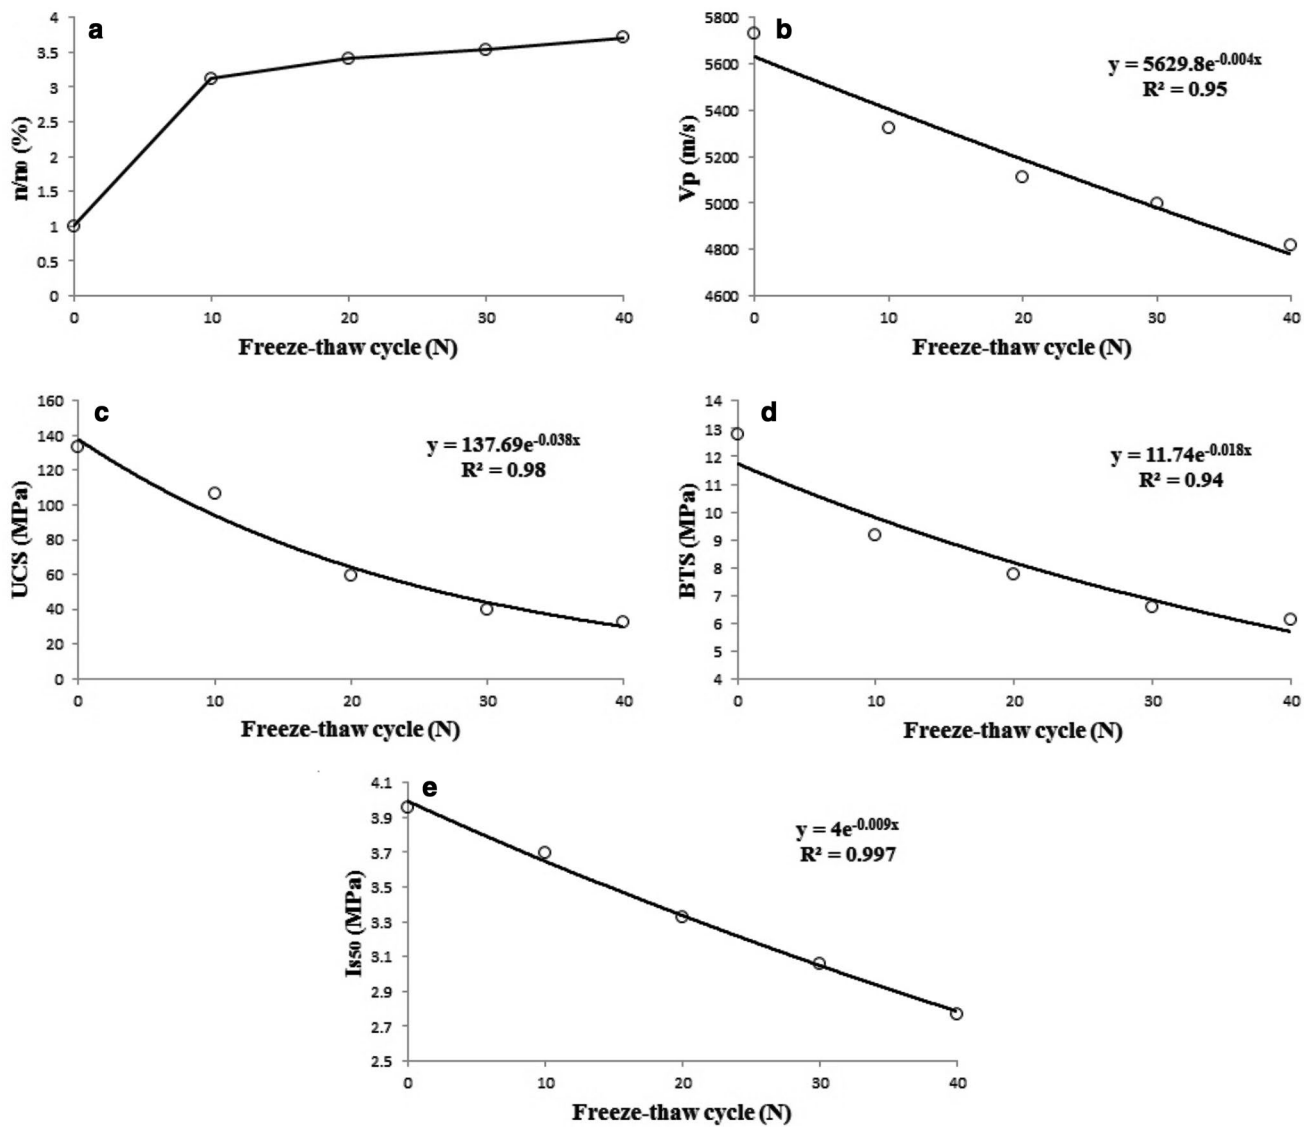 a
4
3.5
3
2.5
2
1.5
1
0.5
0
n/n0 (%)
0 10 20 30 40
Freeze-thaw cycle (N)
b
5800
5600
5400
5200
5000
4800
4600
Vp (m/s)
y = 5629.8e-0.004x
R² = 0.95
0 10 20 30 40
Freeze-thaw cycle (N)
c
160
140
120
100
80
60
40
20
0
UCS (MPa)
y = 137.69e-0.038x
R² = 0.98
0 10 20 30 40
Freeze-thaw cycle (N)
d
14
13
12
11
10
9
8
7
6
5
4
BTS (MPa)
y = 11.74e-0.018x
R² = 0.94
0 10 20 30 40
Freeze-thaw cycle (N)
e
4.1
3.9
3.7
3.5
3.3
3.1
2.9
2.7
2.5
Is50 (MPa)
y = 4e-0.009x
R² = 0.997
0 10 20 30 40
Freeze-thaw cycle (N)